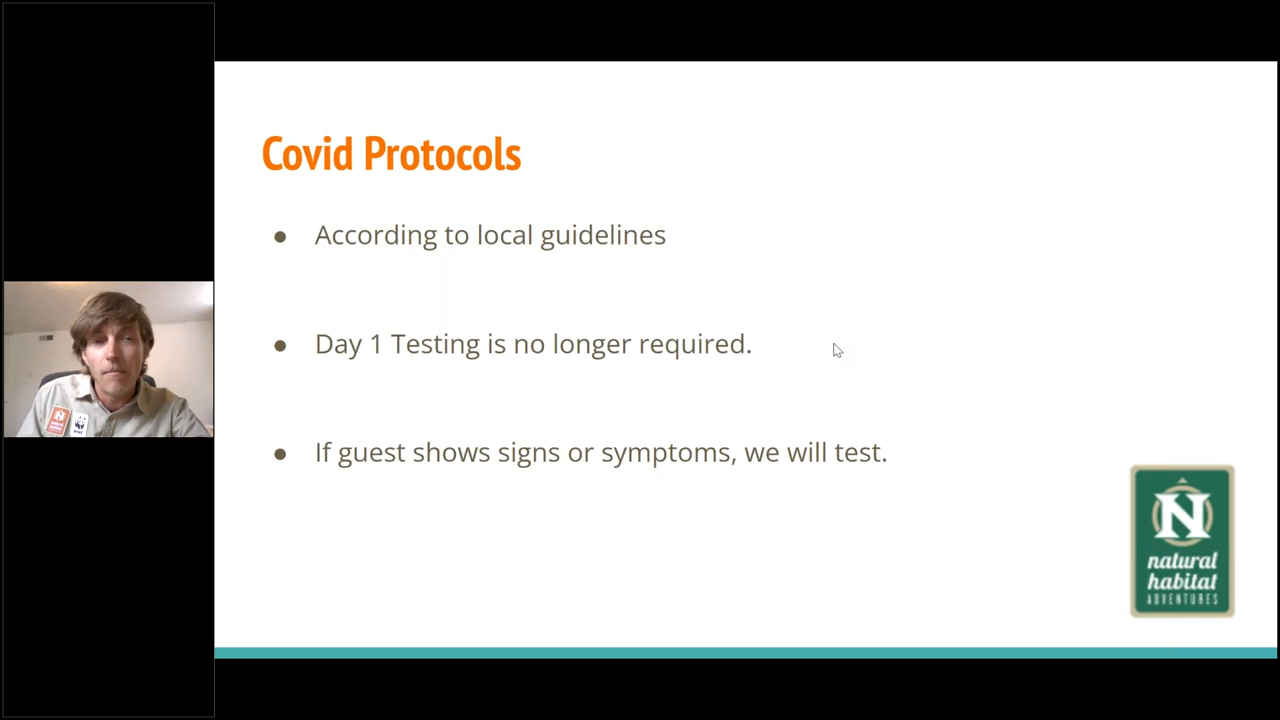 Covid Protocols
● According to local guidelines
● Day 1 Testing is no longer required.
● If guest shows signs or symptoms, we will test.
N
natural
habitat
ADVENTURES
N
WWF